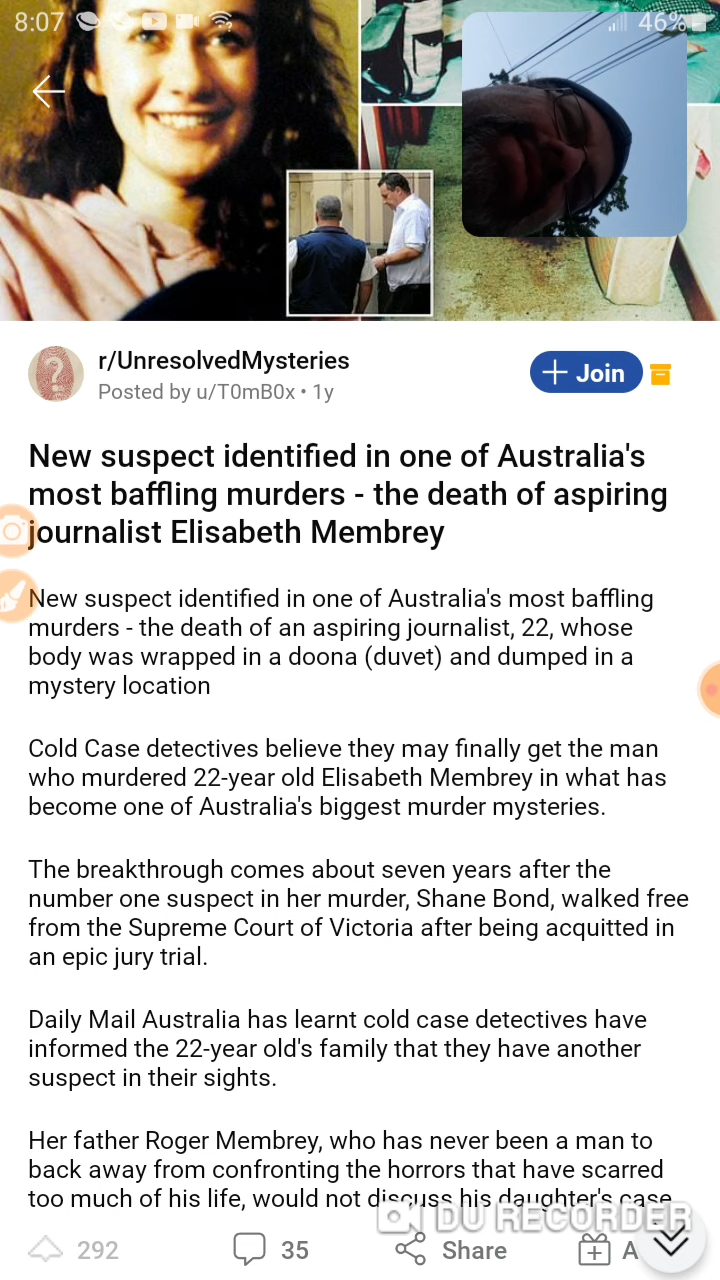 8:07
46%
r/UnresolvedMysteries
Posted by u/T0mB0x • 1y
+ Join
New suspect identified in one of Australia's
most baffling murders - the death of aspiring
journalist Elisabeth Membrey
New suspect identified in one of Australia's most baffling
murders - the death of an aspiring journalist, 22, whose
body was wrapped in a doona (duvet) and dumped in a
mystery location
Cold Case detectives believe they may finally get the man
who murdered 22-year old Elisabeth Membrey in what has
become one of Australia's biggest murder mysteries.
The breakthrough comes about seven years after the
number one suspect in her murder, Shane Bond, walked free
from the Supreme Court of Victoria after being acquitted in
an epic jury trial.
Daily Mail Australia has learnt cold case detectives have
informed the 22-year old's family that they have another
suspect in their sights.
Her father Roger Membrey, who has never been a man to
back away from confronting the horrors that have scarred
too much of his life, would not discuss his daughter's case
DU RECORDER
292 35 Share A